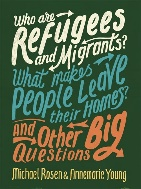 Who are
Refugees
and Migrants?
What makes
People Leave
their Homes?
And Other Big
Questions
Michael Rosen & Annemarie Young